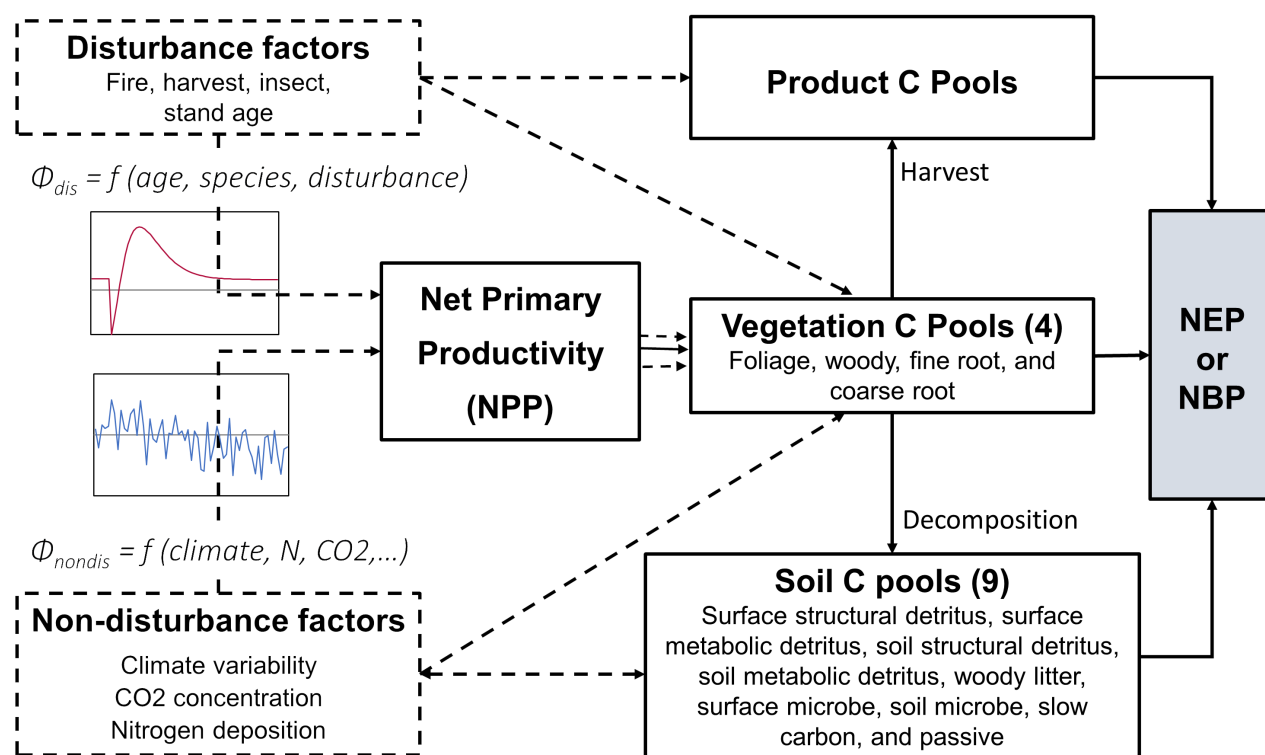 Disturbance factors
Fire, harvest, insect,
stand age
Product C Pools
Φdis = f (age, species, disturbance)
Harvest
Net Primary
Productivity
(NPP)
Vegetation C Pools (4)
Foliage, woody, fine root, and
coarse root
NEP
or
NBP
Decomposition
Φnondis = f (climate, N, CO2,...)
Non-disturbance factors
Climate variability
CO2 concentration
Nitrogen deposition
Soil C pools (9)
Surface structural detritus, surface
metabolic detritus, soil structural detritus,
soil metabolic detritus, woody litter,
surface microbe, soil microbe, slow
carbon, and passive